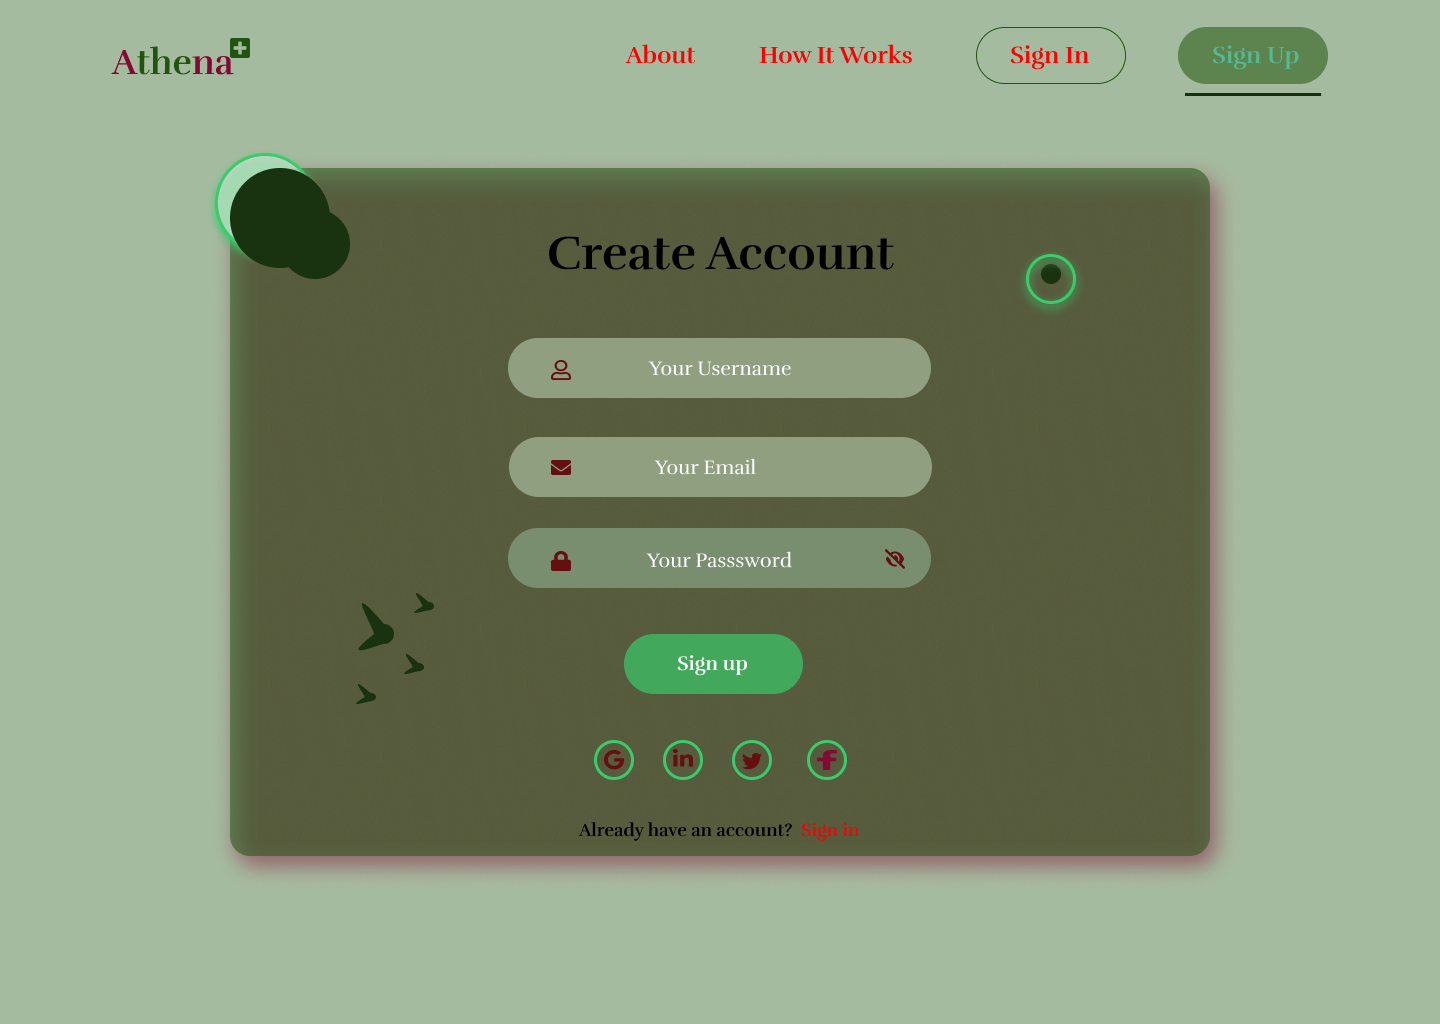 Athena
About
How It Works
Sign In
Sign Up
Create Account
Your Username
Your Email
Your Passsword
Sign up
Already have an account? Sign in